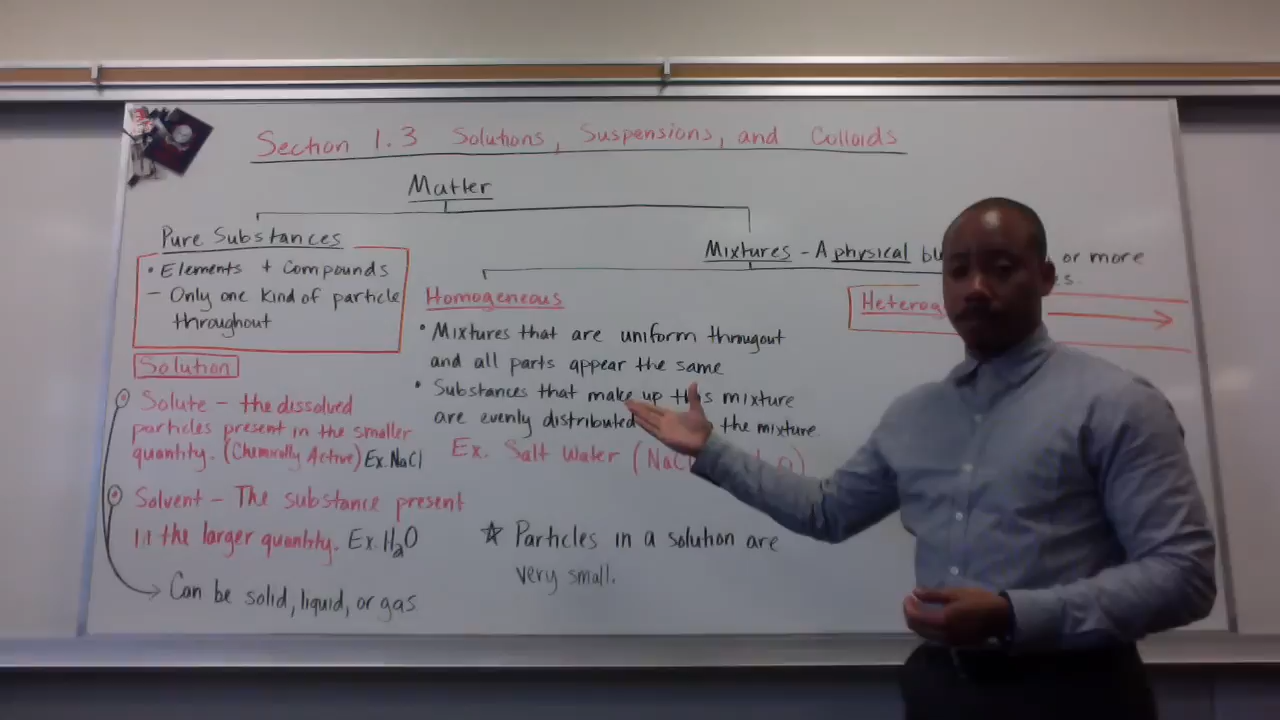 Section 1.3 Solutions, Suspensions, and Colloids
Matter
Pure Substances
• Elements + Compounds
- Only one kind of particle
throughout
Mixtures - A physical
or more
Homogeneous
• Mixtures that are uniform througout
and all parts appear the same
• Substances that make up this mixture
are evenly distributed the mixture.
Ex. Salt Water (NaCl
Heterog
Solution
Solute - the dissolved
particles present in the smaller
quantity. (Chemically Active) Ex. NaCl
Solvent - The substance present
the larger quantity. Ex. H₂O
Can be solid, liquid, or gas
☆ Particles in a solution are
very small.